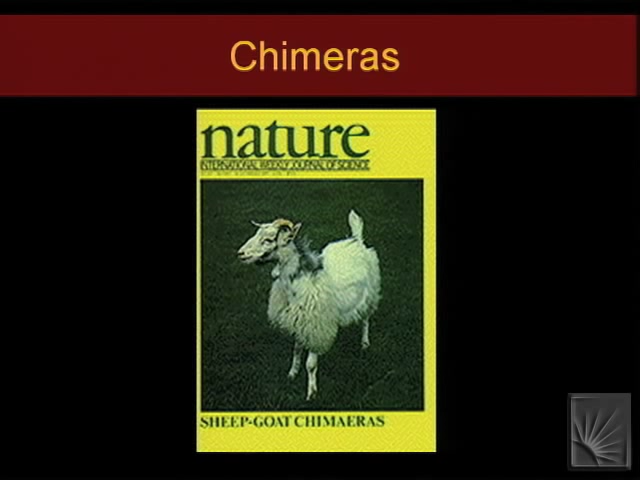 Chimeras
nature
INTERNATIONAL WEEKLY JOURNAL OF SCIENCE
SHEEP-GOAT CHIMAERAS